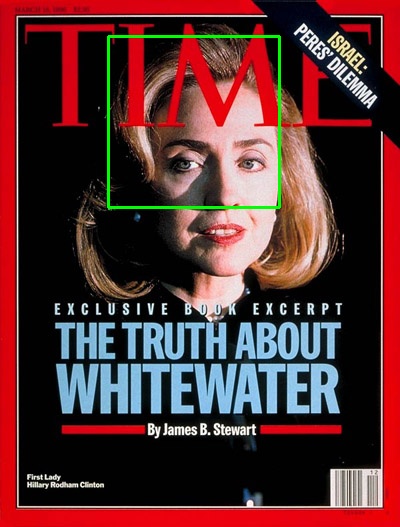 TIME
ISRAEL:
PERES' DILEMMA
EXCLUSIVE BOOK EXCERPT
THE TRUTH ABOUT
WHITEWATER
By James B. Stewart
First Lady
Hillary Rodham Clinton
12